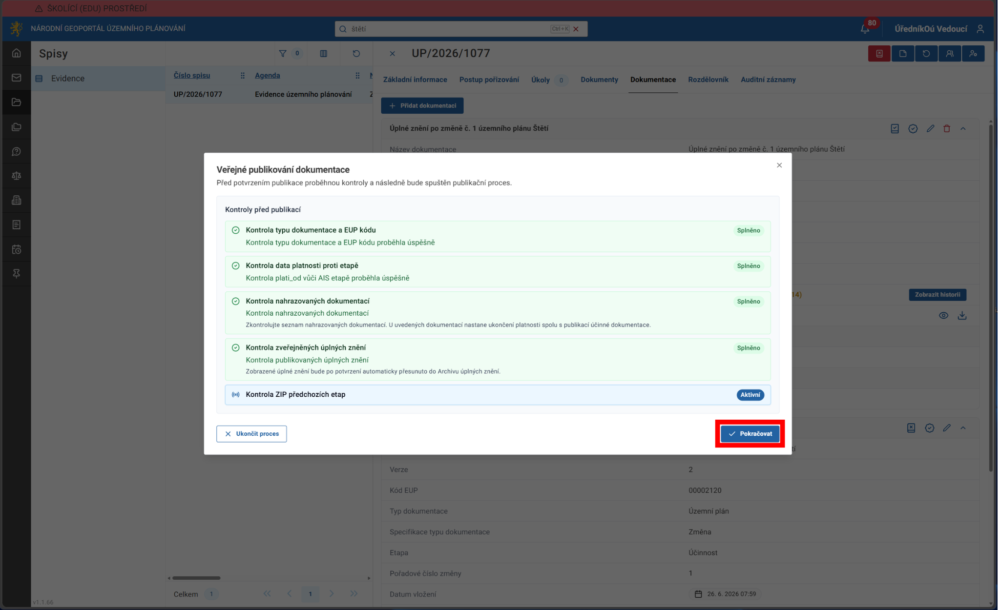 ŠKOLÍCÍ (EDU) PROSTŘEDÍ
NÁRODNÍ GEOPORTÁL ÚZEMNÍHO PLÁNOVÁNÍ
štětí
Ctrl+K
80
ÚředníkOú Vedoucí
Spisy
0
UP/2026/1077
Evidence
Číslo spisu
Agenda
UP/2026/1077
Evidence územního plánování
Základní informace
Postup pořizování
Úkoly 0
Dokumenty
Dokumentace
Rozdělovník
Auditní záznamy
Přidat dokumentaci
Úplné znění po změně č. 1 územního plánu Štětí
Název dokumentace
Úplné znění po změně č. 1 územního plánu Štětí
Veřejné publikování dokumentace
Před potvrzením publikace proběhnou kontroly a následně bude spuštěn publikační proces.
Kontroly před publikací
Kontrola typu dokumentace a EUP kódu
Splněno
Kontrola typu dokumentace a EUP kódu proběhla úspěšně
Kontrola data platnosti proti etapě
Splněno
Kontrola plati_od vůči AIS etapě proběhla úspěšně
Kontrola nahrazovaných dokumentací
Splněno
Kontrola nahrazovaných dokumentací
Zkontrolujte seznam nahrazovaných dokumentací. U uvedených dokumentací nastane ukončení platnosti spolu s publikací účinné dokumentace.
Kontrola zveřejněných úplných znění
Splněno
Kontrola publikovaných úplných znění
Zobrazené úplné znění bude po potvrzení automaticky přesunuto do Archivu úplných znění.
Kontrola ZIP předchozích etap
Aktivní
Ukončit proces
Pokračovat
14)
Zobrazit historii
Verze
2
Kód EUP
00002120
Typ dokumentace
Územní plán
Specifikace typu dokumentace
Změna
Etapa
Účinnost
Pořadové číslo změny
1
Datum vložení
26. 6. 2026 07:59
Celkem 1
1
v1.1.66